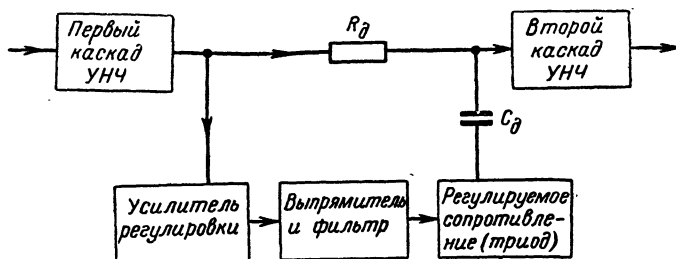 Первый
каскад
УНЧ
R∂
Второй
каскад
УНЧ
C∂
Усилитель
регулировки
Выпрямитель
и фильтр
Регулируемое
сопротивле-
ние (триод)